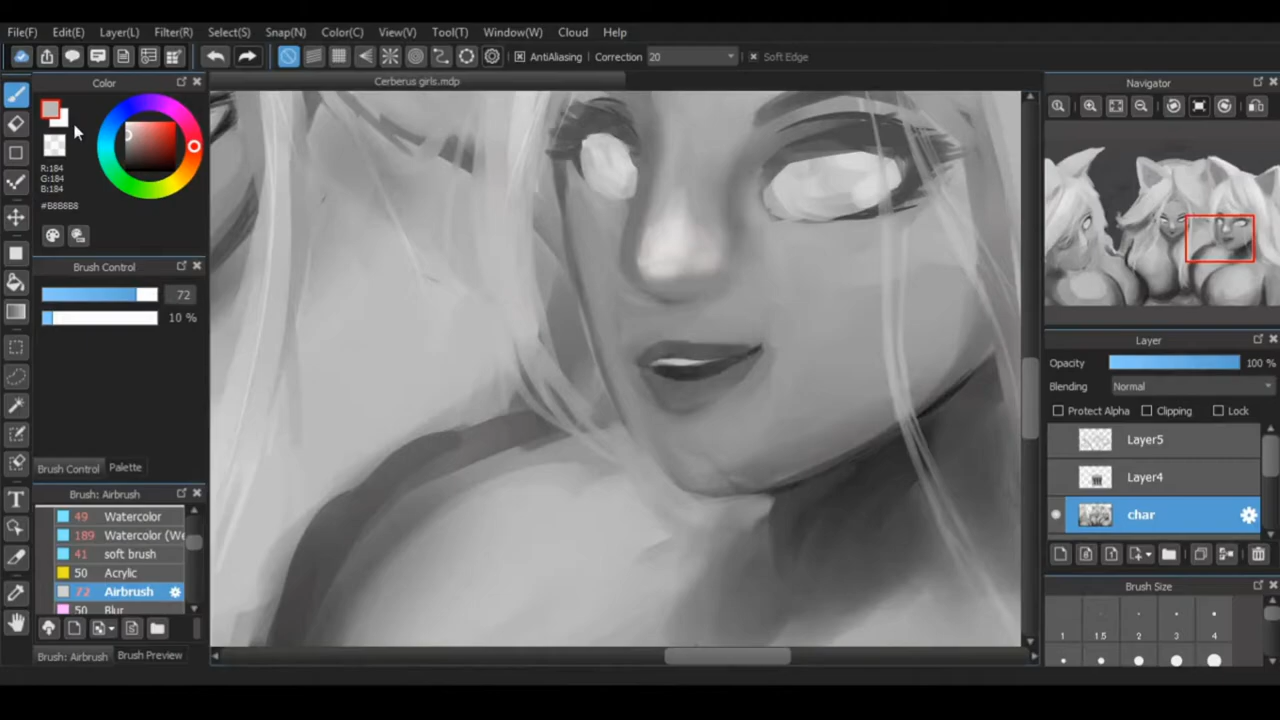 File(F) Edit(E) Layer(L) Filter(R) Select(S) Snap(N) Color(C) View(V) Tool(T) Window(W) Cloud Help
AntiAliasing Correction 20 Soft Edge
Color
Cerberus girls.mdp
Navigator
R:184
G:184
B:184
#B8B8B8
Brush Control
72
10 %
Layer
Opacity 100 %
Blending Normal
Protect Alpha Clipping Lock
Layer5
Layer4
char
Brush Control Palette
Brush: Airbrush
49 Watercolor
189 Watercolor (We
41 soft brush
50 Acrylic
72 Airbrush
50 Blur
Brush Size
1 1.5 2 3 4
Brush: Airbrush Brush Preview